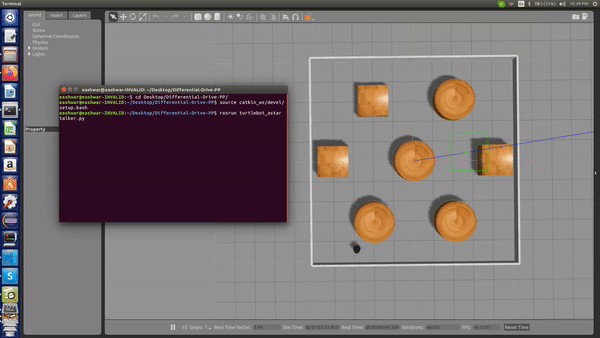 Terminal
10:39 PM
World
Insert
Layers
GUI
Scene
Spherical Coordinates
Physics
Models
Lights
Property
eashwar@eashwar-INVALID: ~/Desktop/Differential-Drive-PP
eashwar@eashwar-INVALID:~$ cd Desktop/Differential-Drive-PP/
eashwar@eashwar-INVALID:~/Desktop/Differential-Drive-PP$ source catkin_ws/devel/
setup.bash
eashwar@eashwar-INVALID:~/Desktop/Differential-Drive-PP$ rosrun turtlebot_astar
talker.py
Steps: 1
Real Time Factor:
Sim Time:
Real Time:
Iterations:
FPS:
Reset Time